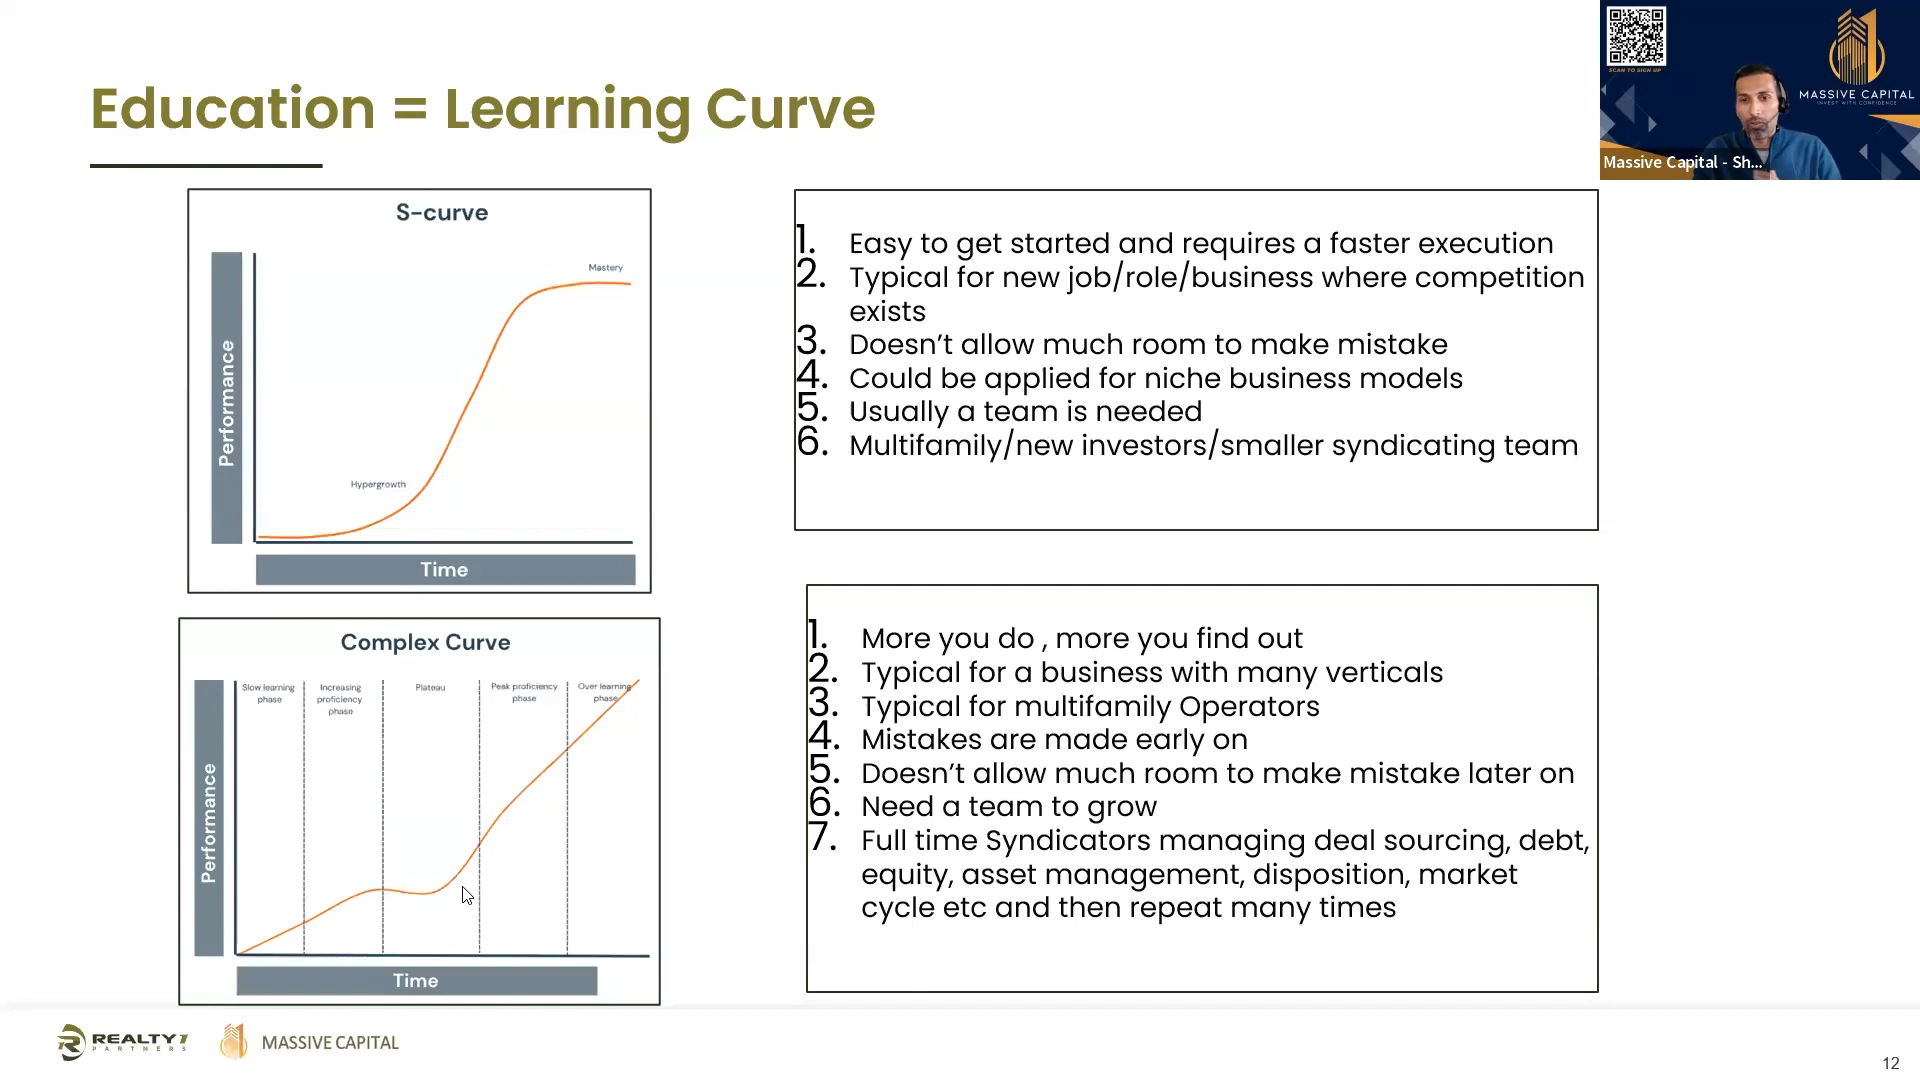 Education = Learning Curve
SCAN TO SIGN UP
MASSIVE CAPITAL
INVEST WITH CONFIDENCE
Massive Capital - Sh...
S-curve
Performance
Mastery
Hypergrowth
Time
1. Easy to get started and requires a faster execution
2. Typical for new job/role/business where competition
exists
3. Doesn’t allow much room to make mistake
4. Could be applied for niche business models
5. Usually a team is needed
6. Multifamily/new investors/smaller syndicating team
Complex Curve
Performance
Slow learning
phase
Increasing
proficiency
phase
Plateau
Peak proficiency
phase
Over learning
phase
Time
1. More you do , more you find out
2. Typical for a business with many verticals
3. Typical for multifamily Operators
4. Mistakes are made early on
5. Doesn’t allow much room to make mistake later on
6. Need a team to grow
7. Full time Syndicators managing deal sourcing, debt,
equity, asset management, disposition, market
cycle etc and then repeat many times
REALTY1
PARTNERS
MASSIVE CAPITAL
12